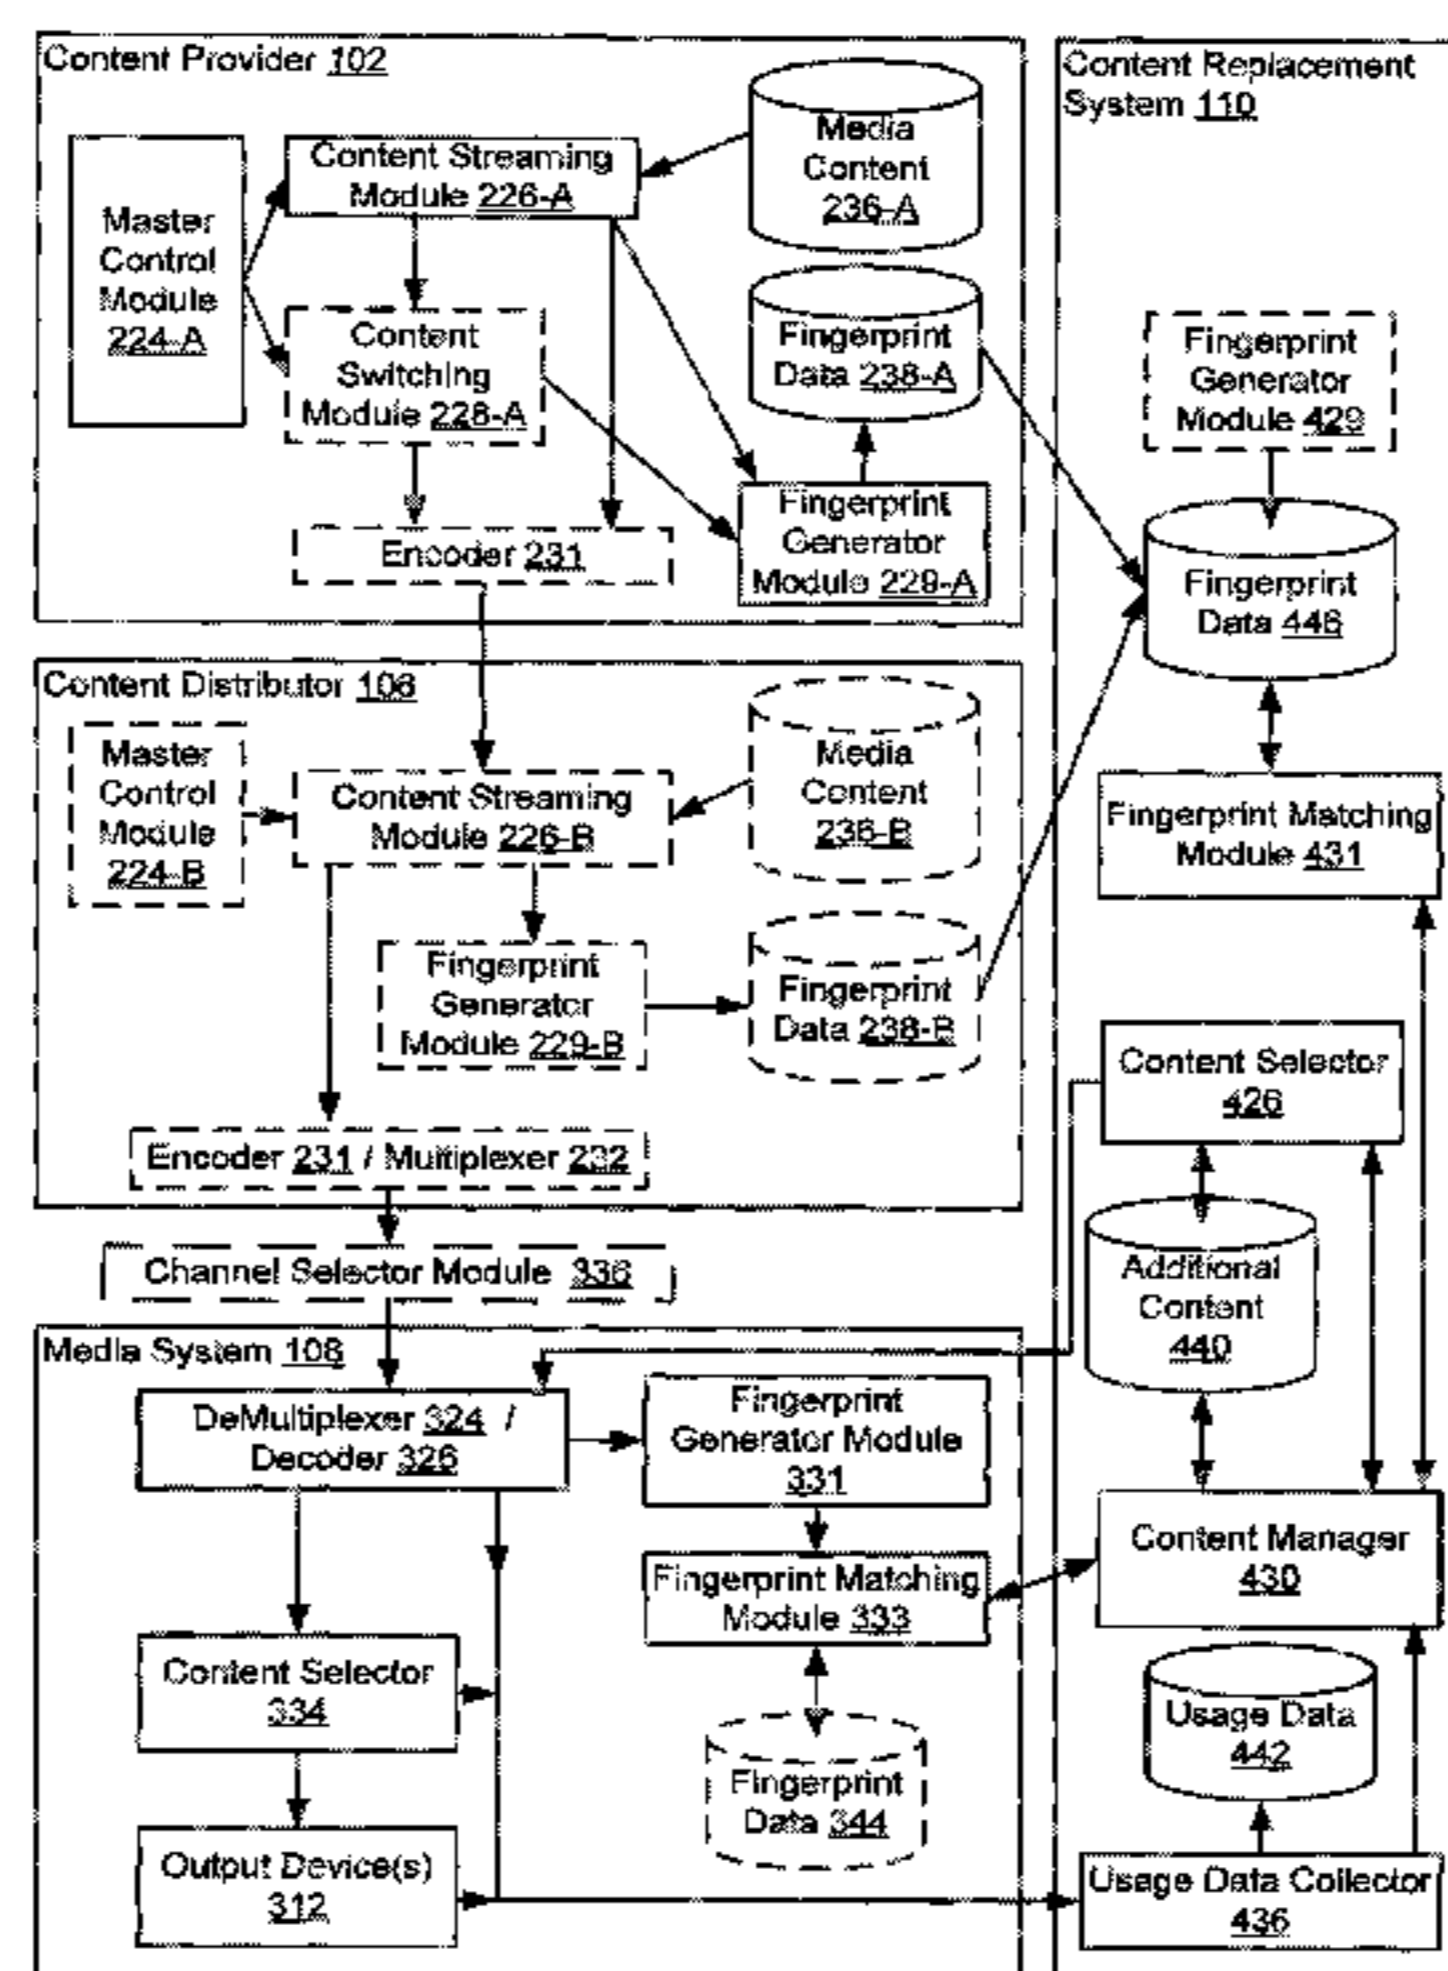 Content Provider 102
Master
Control
Module
224-A
Content Streaming
Module 226-A
Media
Content
236-A
Content
Switching
Module 228-A
Fingerprint
Data 238-A
Encoder 231
Fingerprint
Generator
Module 229-A
Content Distributor 106
Master
Control
Module
224-B
Content Streaming
Module 226-B
Media
Content
236-B
Fingerprint
Generator
Module 229-B
Fingerprint
Data 238-B
Encoder 231 / Multiplexer 232
Channel Selector Module 336
Media System 108
DeMultiplexer 324 /
Decoder 326
Fingerprint
Generator Module
331
Fingerprint Matching
Module 333
Content Selector
334
Fingerprint
Data 344
Output Device(s)
312
Content Replacement
System 110
Fingerprint
Generator
Module 429
Fingerprint
Data 446
Fingerprint Matching
Module 431
Content Selector
426
Additional
Content
440
Content Manager
430
Usage Data
442
Usage Data Collector
436